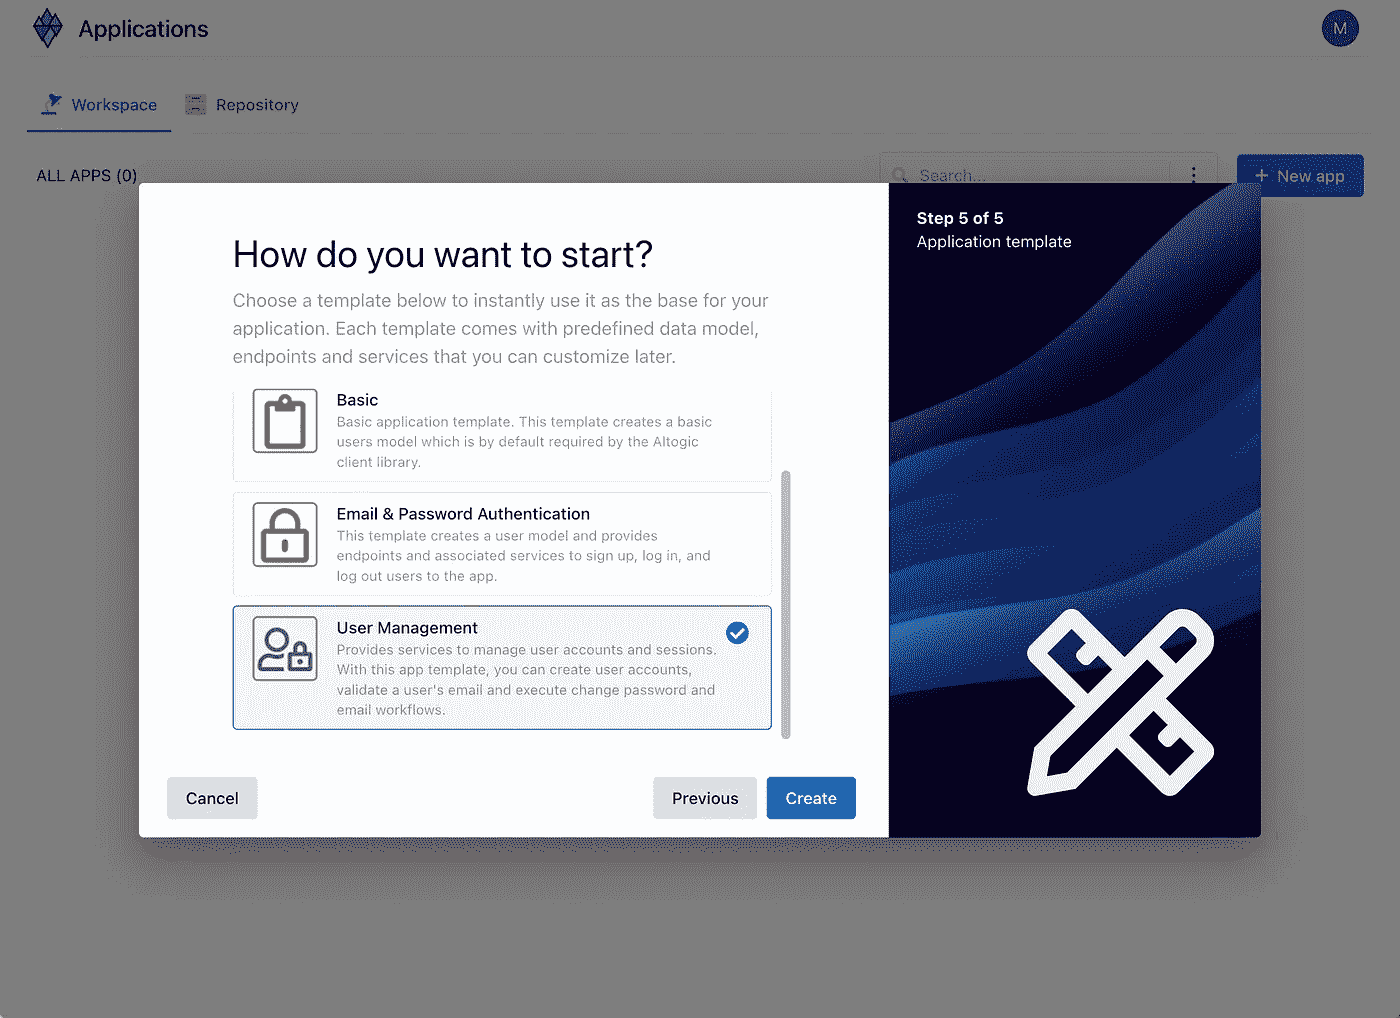 Applications
M
Workspace
Repository
ALL APPS (0)
Search...
+ New app
How do you want to start?
Choose a template below to instantly use it as the base for your
application. Each template comes with predefined data model,
endpoints and services that you can customize later.
Basic
Basic application template. This template creates a basic
users model which is by default required by the Altogic
client library.
Email & Password Authentication
This template creates a user model and provides
endpoints and associated services to sign up, log in, and
log out users to the app.
User Management
Provides services to manage user accounts and sessions.
With this app template, you can create user accounts,
validate a user's email and execute change password and
email workflows.
Cancel
Previous
Create
Step 5 of 5
Application template